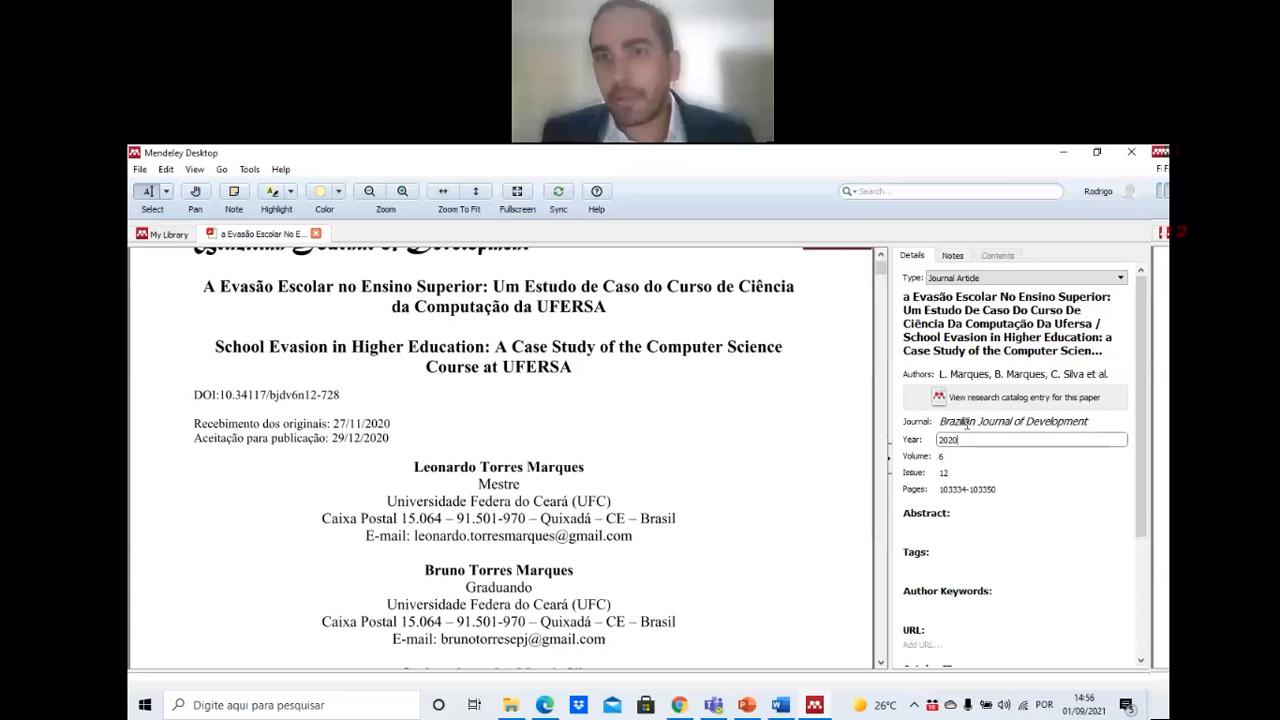 Mendeley Desktop
File Edit View Go Tools Help
Select Pan Note Highlight Color Zoom Zoom To Fit Fullscreen Sync Help
Search...
Rodrigo
My Library
a Evasão Escolar No E...
A Evasão Escolar no Ensino Superior: Um Estudo de Caso do Curso de Ciência
da Computação da UFERSA
School Evasion in Higher Education: A Case Study of the Computer Science
Course at UFERSA
DOI:10.34117/bjdv6n12-728
Recebimento dos originais: 27/11/2020
Aceitação para publicação: 29/12/2020
Leonardo Torres Marques
Mestre
Universidade Federa do Ceará (UFC)
Caixa Postal 15.064 – 91.501-970 – Quixadá – CE – Brasil
E-mail: leonardo.torresmarques@gmail.com
Bruno Torres Marques
Graduando
Universidade Federa do Ceará (UFC)
Caixa Postal 15.064 – 91.501-970 – Quixadá – CE – Brasil
E-mail: brunotorresepj@gmail.com
Details Notes Contents
Type: Journal Article
a Evasão Escolar No Ensino Superior:
Um Estudo De Caso Do Curso De
Ciência Da Computação Da Ufersa /
School Evasion in Higher Education: a
Case Study of the Computer Scien...
Authors: L. Marques, B. Marques, C. Silva et al.
View research catalog entry for this paper
Journal: Brazilian Journal of Development
Year: 2020
Volume: 6
Issue: 12
Pages: 103334-103350
Abstract:
Tags:
Author Keywords:
URL:
Add URL...
Digite aqui para pesquisar
26°C
POR
14:56
01/09/2021